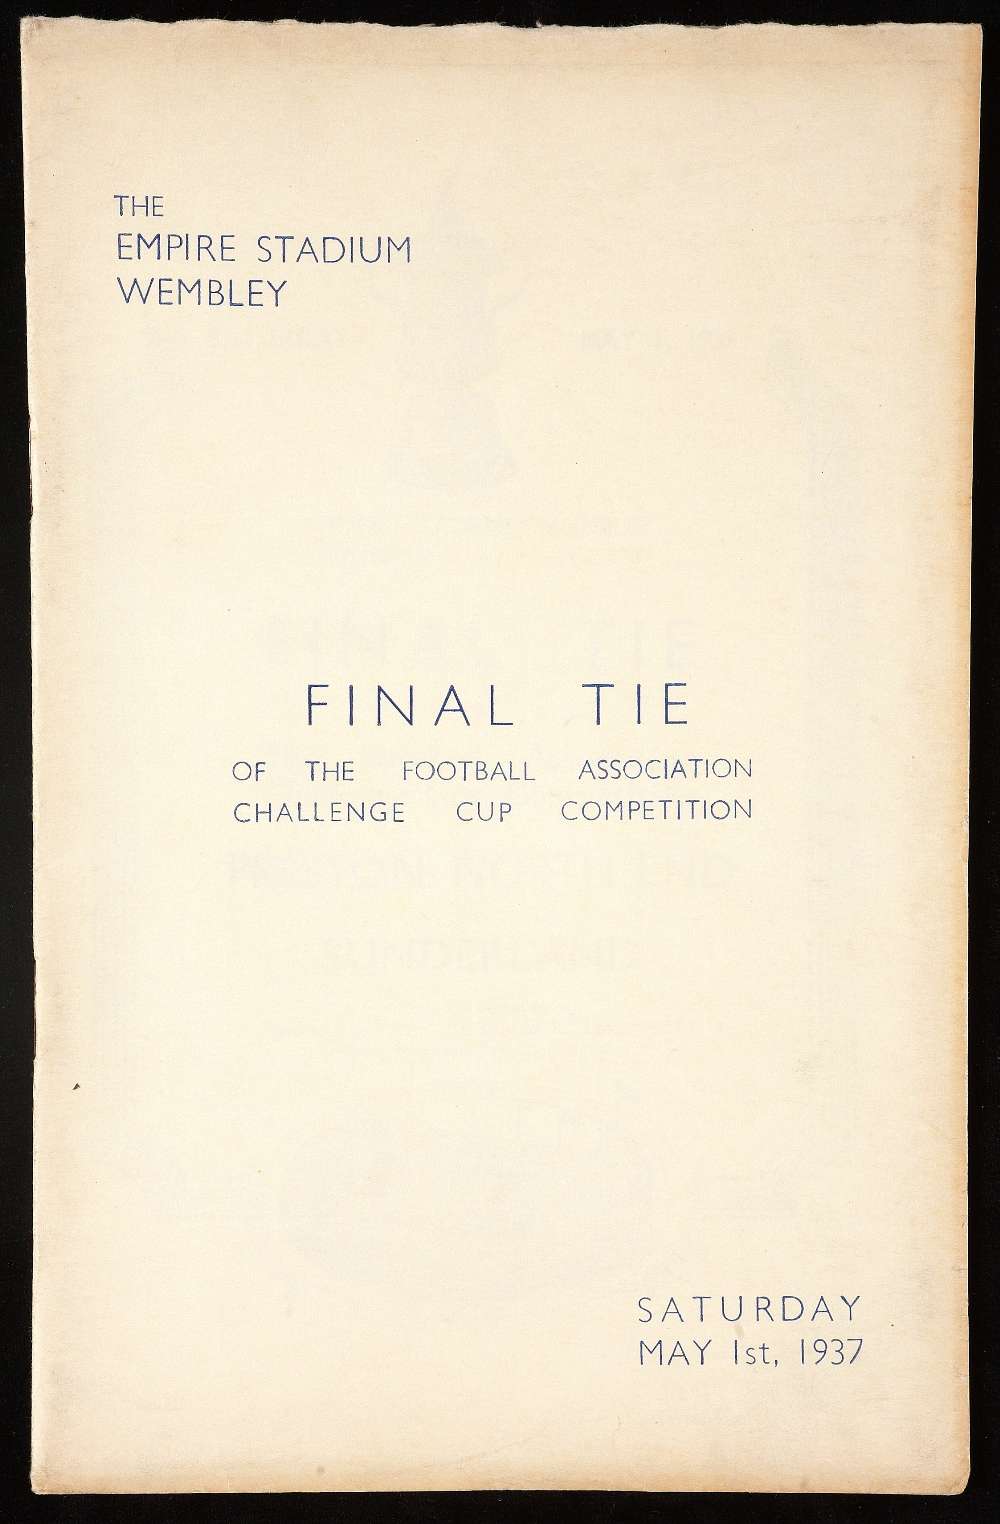 THE
EMPIRE STADIUM
WEMBLEY
FINAL TIE
OF THE FOOTBALL ASSOCIATION
CHALLENGE CUP COMPETITION
SATURDAY
MAY 1st, 1937